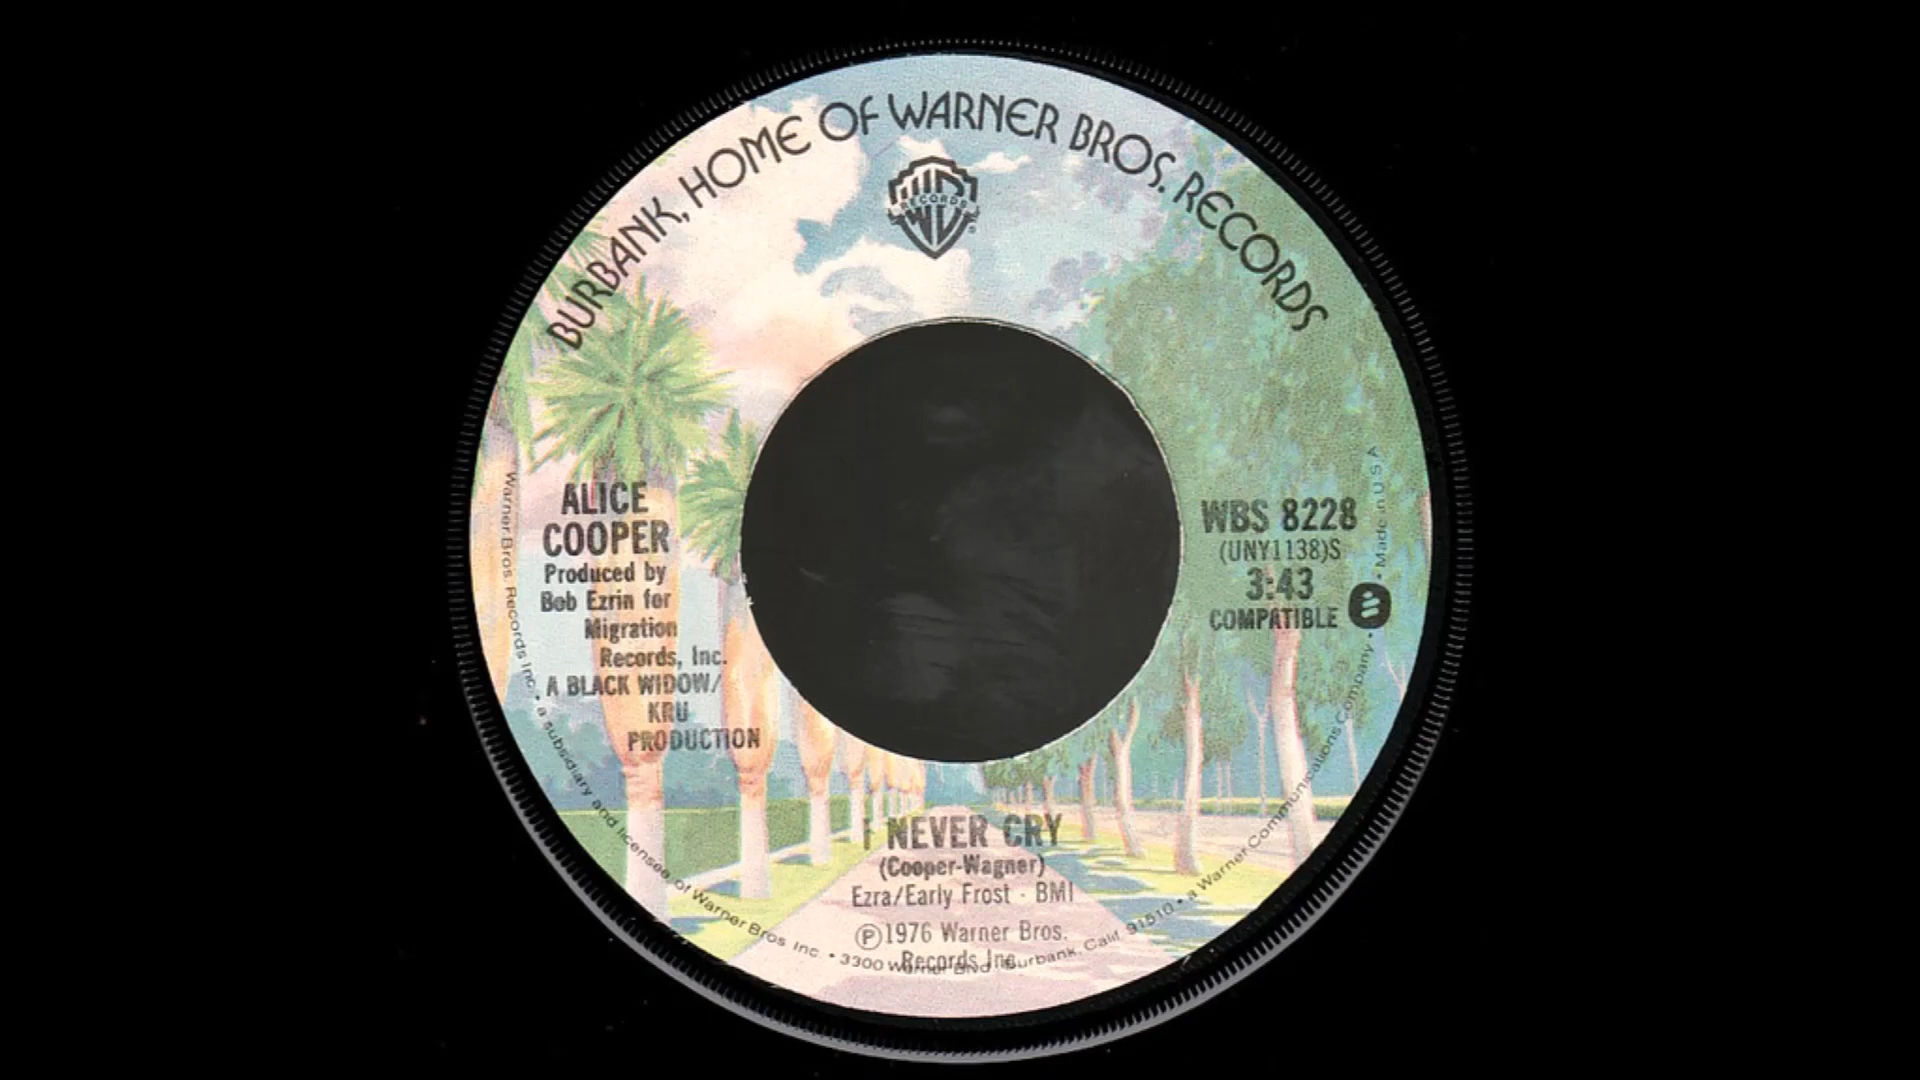 BURBANK, HOME OF WARNER BROS. RECORDS
RECORDS
ALICE
COOPER
Produced by
Bob Ezrin for
Migration
Records, Inc.
A BLACK WIDOW/
KRU
PRODUCTION
WBS 8228
(UNY1138)S
3:43
COMPATIBLE
I NEVER CRY
(Cooper-Wagner)
Ezra/Early Frost - BMI
Ⓟ1976 Warner Bros.
Records Inc.
Warner Bros. Records Inc. • a subsidiary and licensee of Warner Bros Inc. • 3300 Warner Blvd. Burbank, Calif. 91510 • a Warner Communications Company • Made in U S A